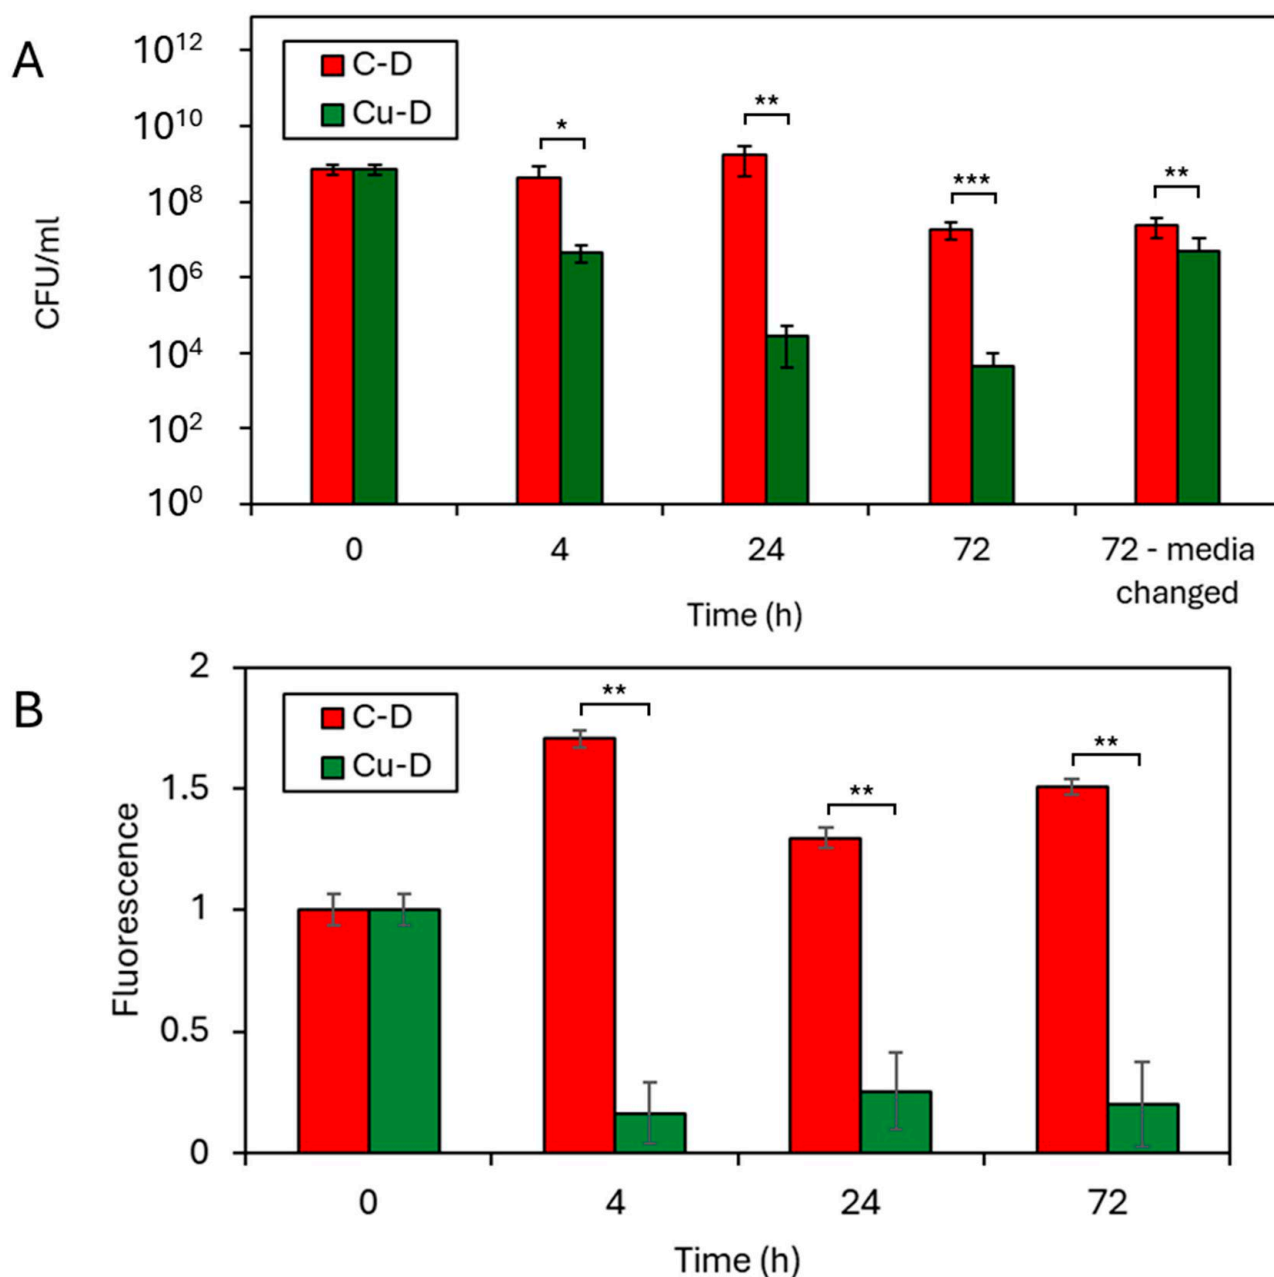 A
C-D
Cu-D
10¹²
10¹⁰
10⁸
10⁶
10⁴
10²
10⁰
CFU/ml
*
**
***
**
0 4 24 72 72 - media
changed
Time (h)
B
C-D
Cu-D
2
1.5
1
0.5
0
Fluorescence
**
**
**
0 4 24 72
Time (h)